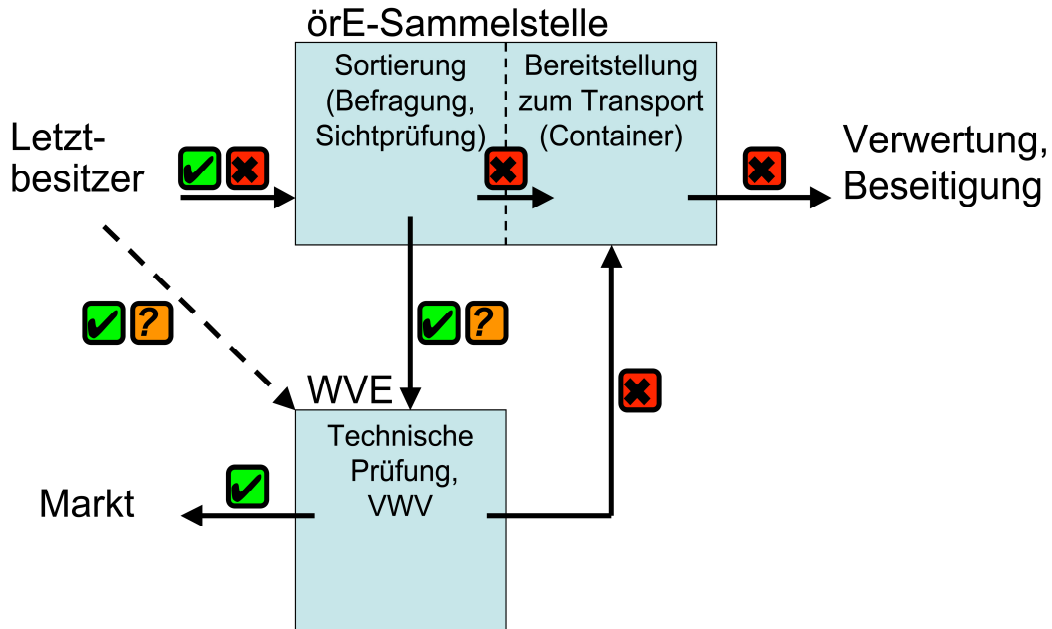 örE-Sammelstelle
Sortierung
(Befragung,
Sichtprüfung)
Bereitstellung
zum Transport
(Container)
Letzt-
besitzer
Verwertung,
Beseitigung
?
?
WVE
Technische
Prüfung,
VWV
Markt